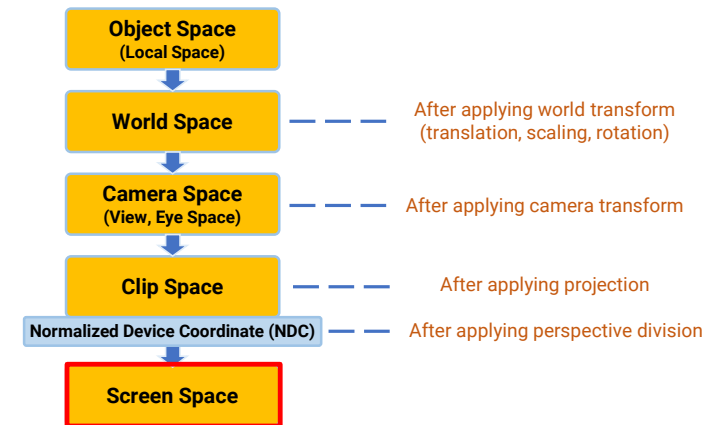 Object Space
(Local Space)
World Space
After applying world transform
(translation, scaling, rotation)
Camera Space
(View, Eye Space)
After applying camera transform
Clip Space
After applying projection
Normalized Device Coordinate (NDC)
After applying perspective division
Screen Space